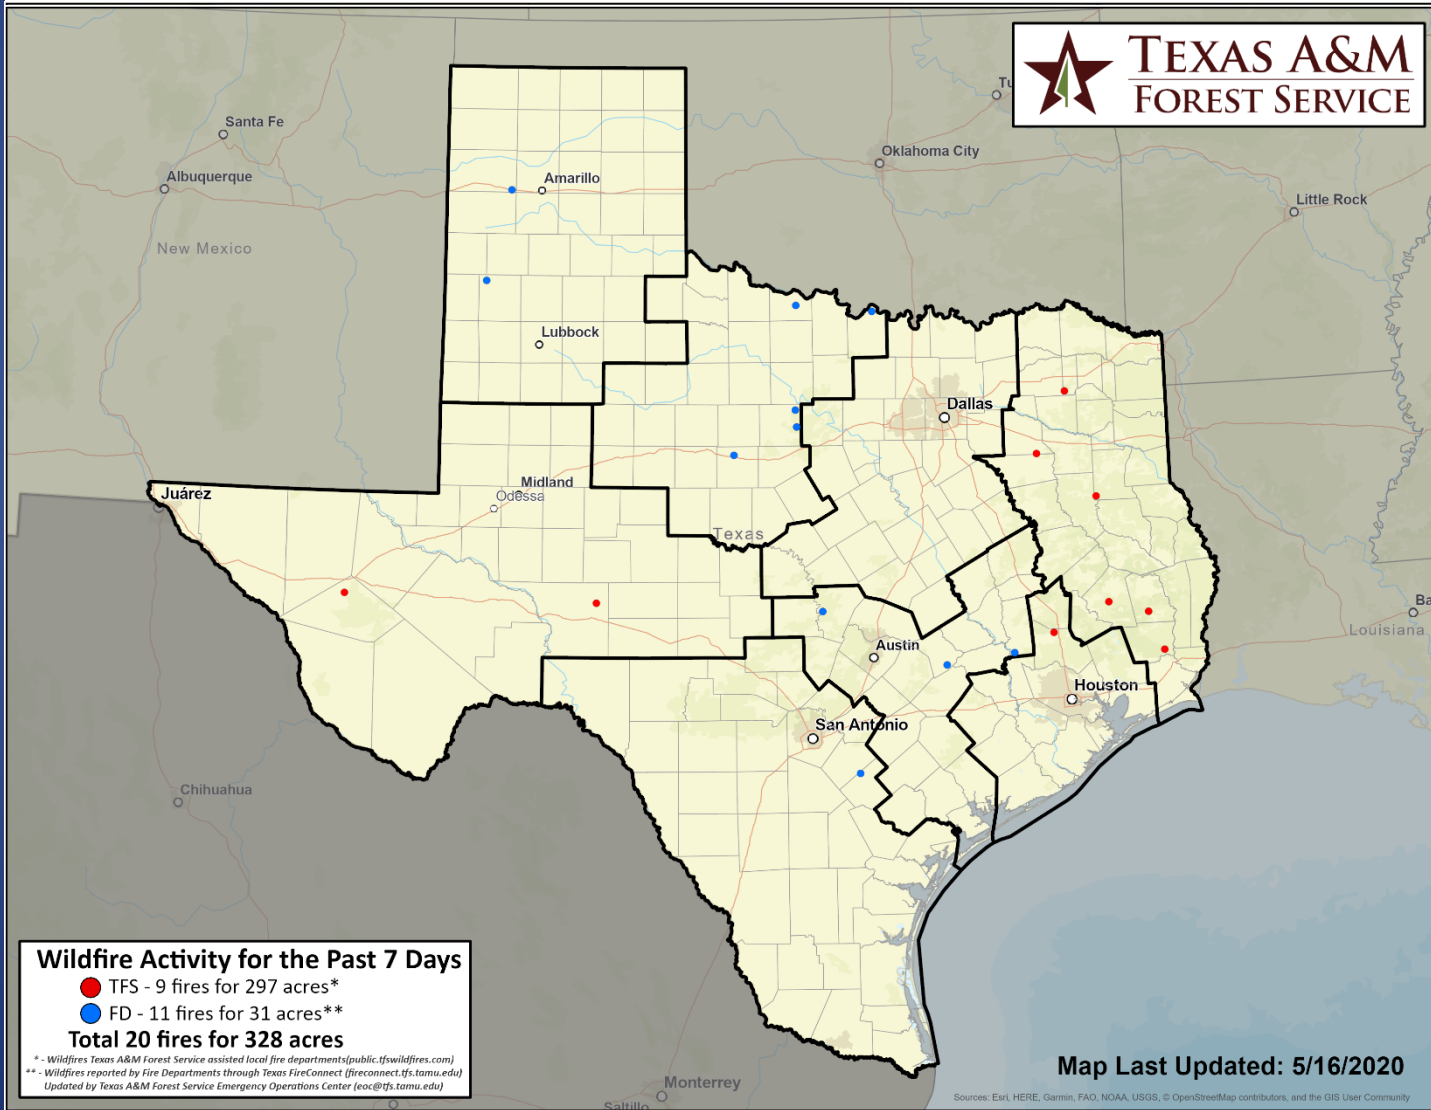 TEXAS A&M
FOREST SERVICE
Tu
Santa Fe
Oklahoma City
Albuquerque
Amarillo
Little Rock
New Mexico
Lubbock
Dallas
Midland
Odessa
Juárez
Texas
Ba
Louisiana
Austin
Houston
San Antonio
Chihuahua
Wildfire Activity for the Past 7 Days
TFS - 9 fires for 297 acres*
FD - 11 fires for 31 acres**
Total 20 fires for 328 acres
* - Wildfires Texas A&M Forest Service assisted local fire departments(public.tfswildfires.com)
** - Wildfires reported by Fire Departments through Texas FireConnect (fireconnect.tfs.tamu.edu)
Updated by Texas A&M Forest Service Emergency Operations Center (eoc@tfs.tamu.edu)
Map Last Updated: 5/16/2020
Monterrey
Saltillo
Sources: Esri, HERE, Garmin, FAO, NOAA, USGS, © OpenStreetMap contributors, and the GIS User Community